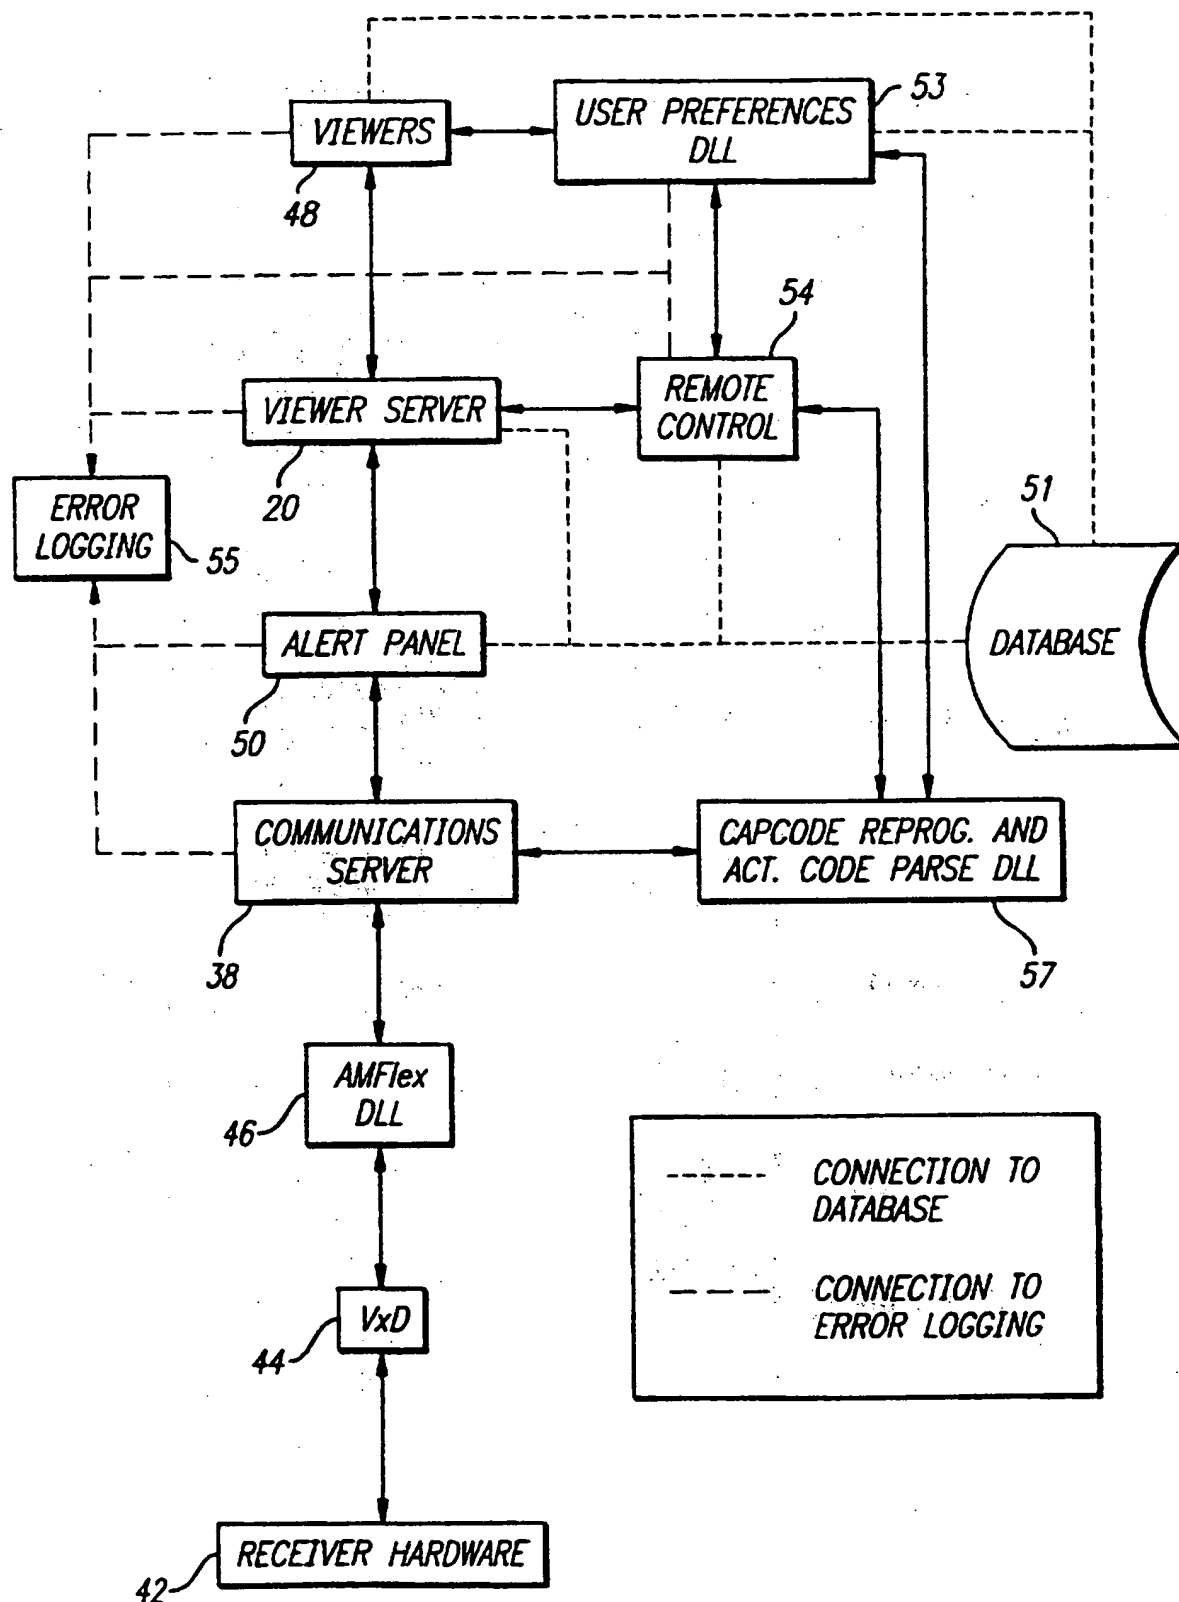 53
USER PREFERENCES
DLL
VIEWERS
48
54
REMOTE
CONTROL
VIEWER SERVER
20
51
ERROR
LOGGING
55
ALERT PANEL
50
DATABASE
COMMUNICATIONS
SERVER
38
CAPCODE REPROG. AND
ACT. CODE PARSE DLL
57
AMFlex
DLL
46
CONNECTION TO
DATABASE
CONNECTION TO
ERROR LOGGING
VxD
44
RECEIVER HARDWARE
42